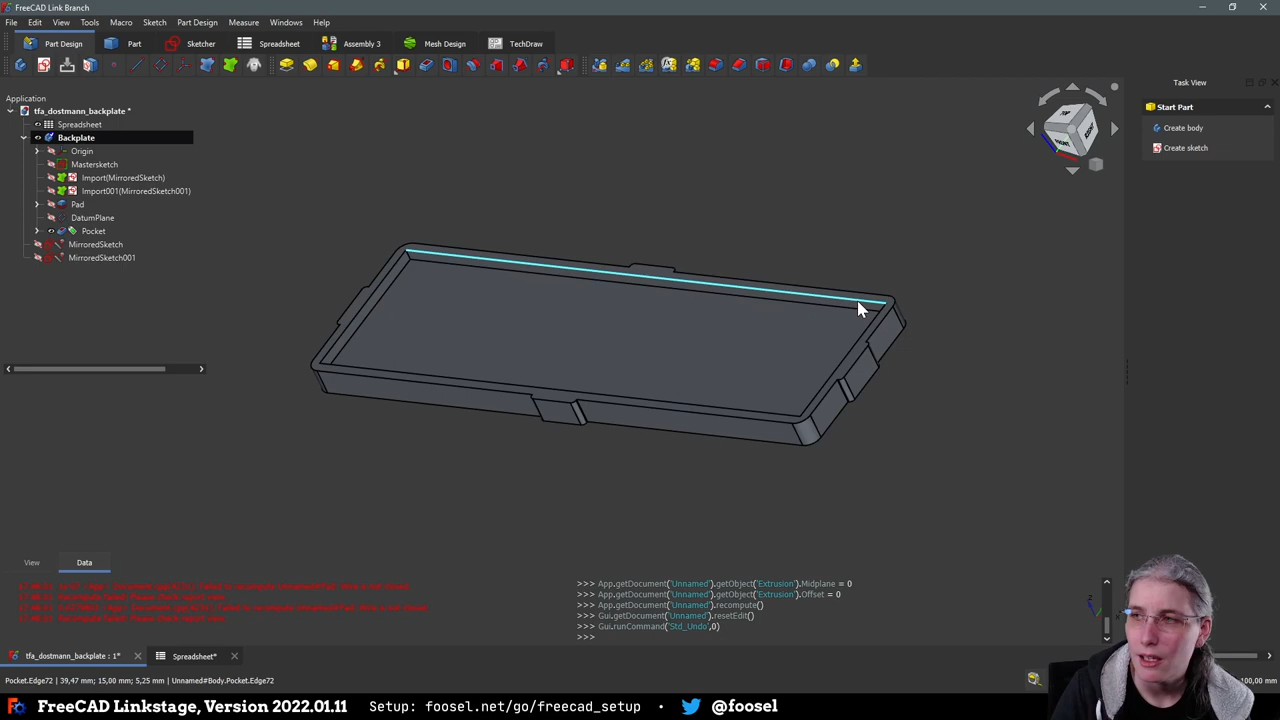 FreeCAD Link Branch
File Edit View Tools Macro Sketch Part Design Measure Windows Help
Part Design Part Sketcher Spreadsheet Assembly 3 Mesh Design TechDraw
Application
Task View
tfa_dostmann_backplate *
Start Part
Spreadsheet
Create body
Backplate
Create sketch
Origin
Mastersketch
Import(MirroredSketch)
Import001(MirroredSketch001)
Pad
DatumPlane
Pocket
MirroredSketch
MirroredSketch001
TOP
FRONT
RIGHT
View Data
>>> App.getDocument('Unnamed').getObject('Extrusion').Midplane = 0
>>> App.getDocument('Unnamed').getObject('Extrusion').Offset = 0
>>> App.getDocument('Unnamed').recompute()
>>> Gui.getDocument('Unnamed').resetEdit()
>>> Gui.runCommand('Std_Undo',0)
>>>
tfa_dostmann_backplate : 1* Spreadsheet*
Pocket.Edge72 | 39,47 mm; 15,00 mm; 5,25 mm | Unnamed#Body.Pocket.Edge72
FreeCAD Linkstage, Version 2022.01.11 Setup: foosel.net/go/freecad_setup • @foosel